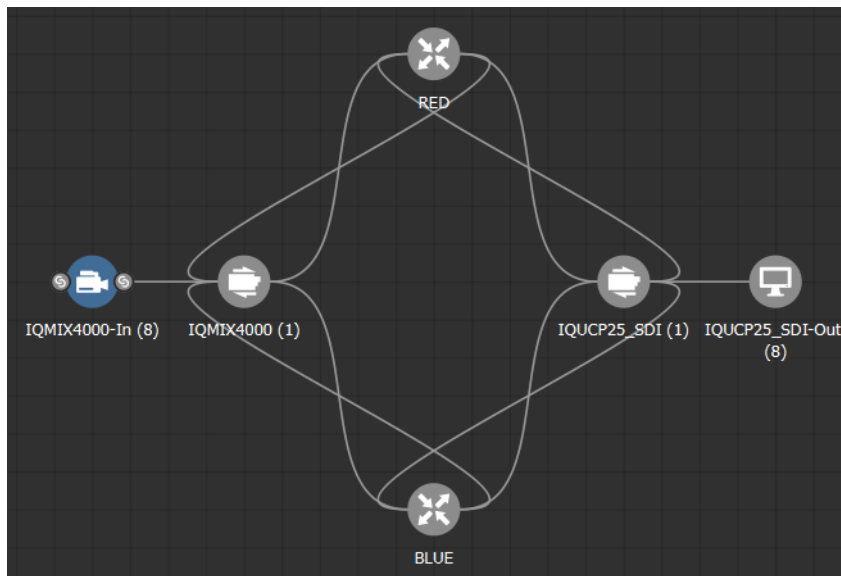 RED
IQMIX4000-In (8)
IQMIX4000 (1)
IQUCP25_SDI (1)
IQUCP25_SDI-Out
(8)
BLUE